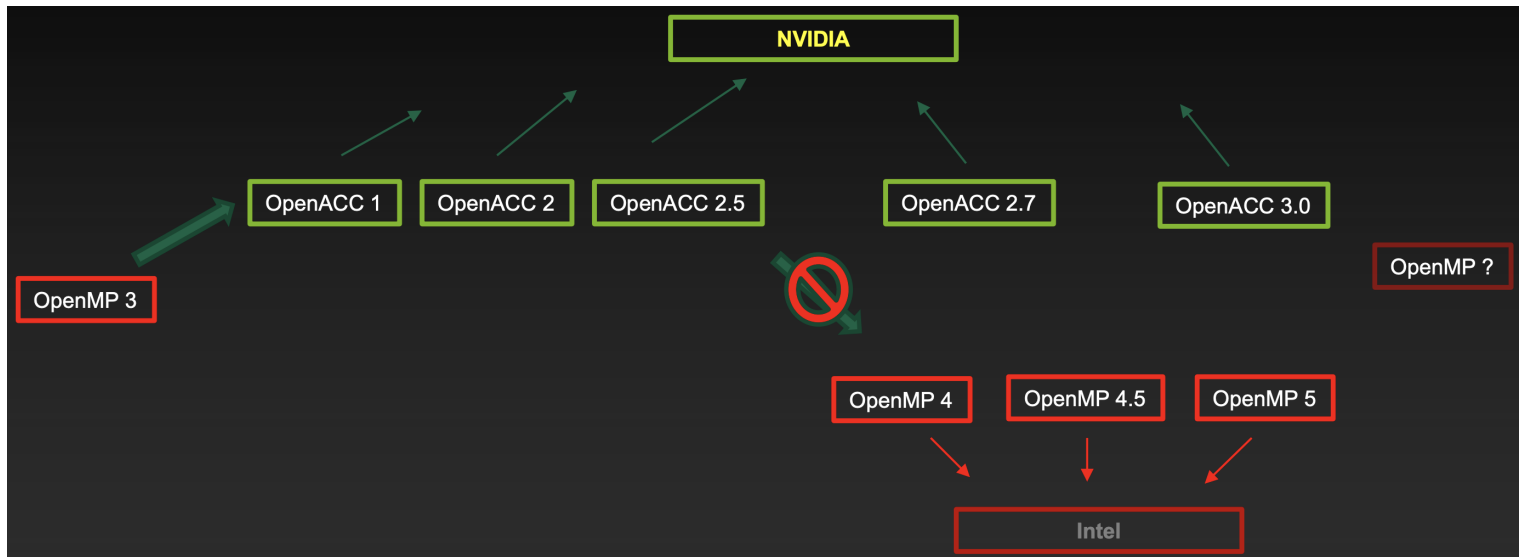 NVIDIA
OpenACC 1
OpenACC 2
OpenACC 2.5
OpenACC 2.7
OpenACC 3.0
OpenMP ?
OpenMP 3
OpenMP 4
OpenMP 4.5
OpenMP 5
Intel